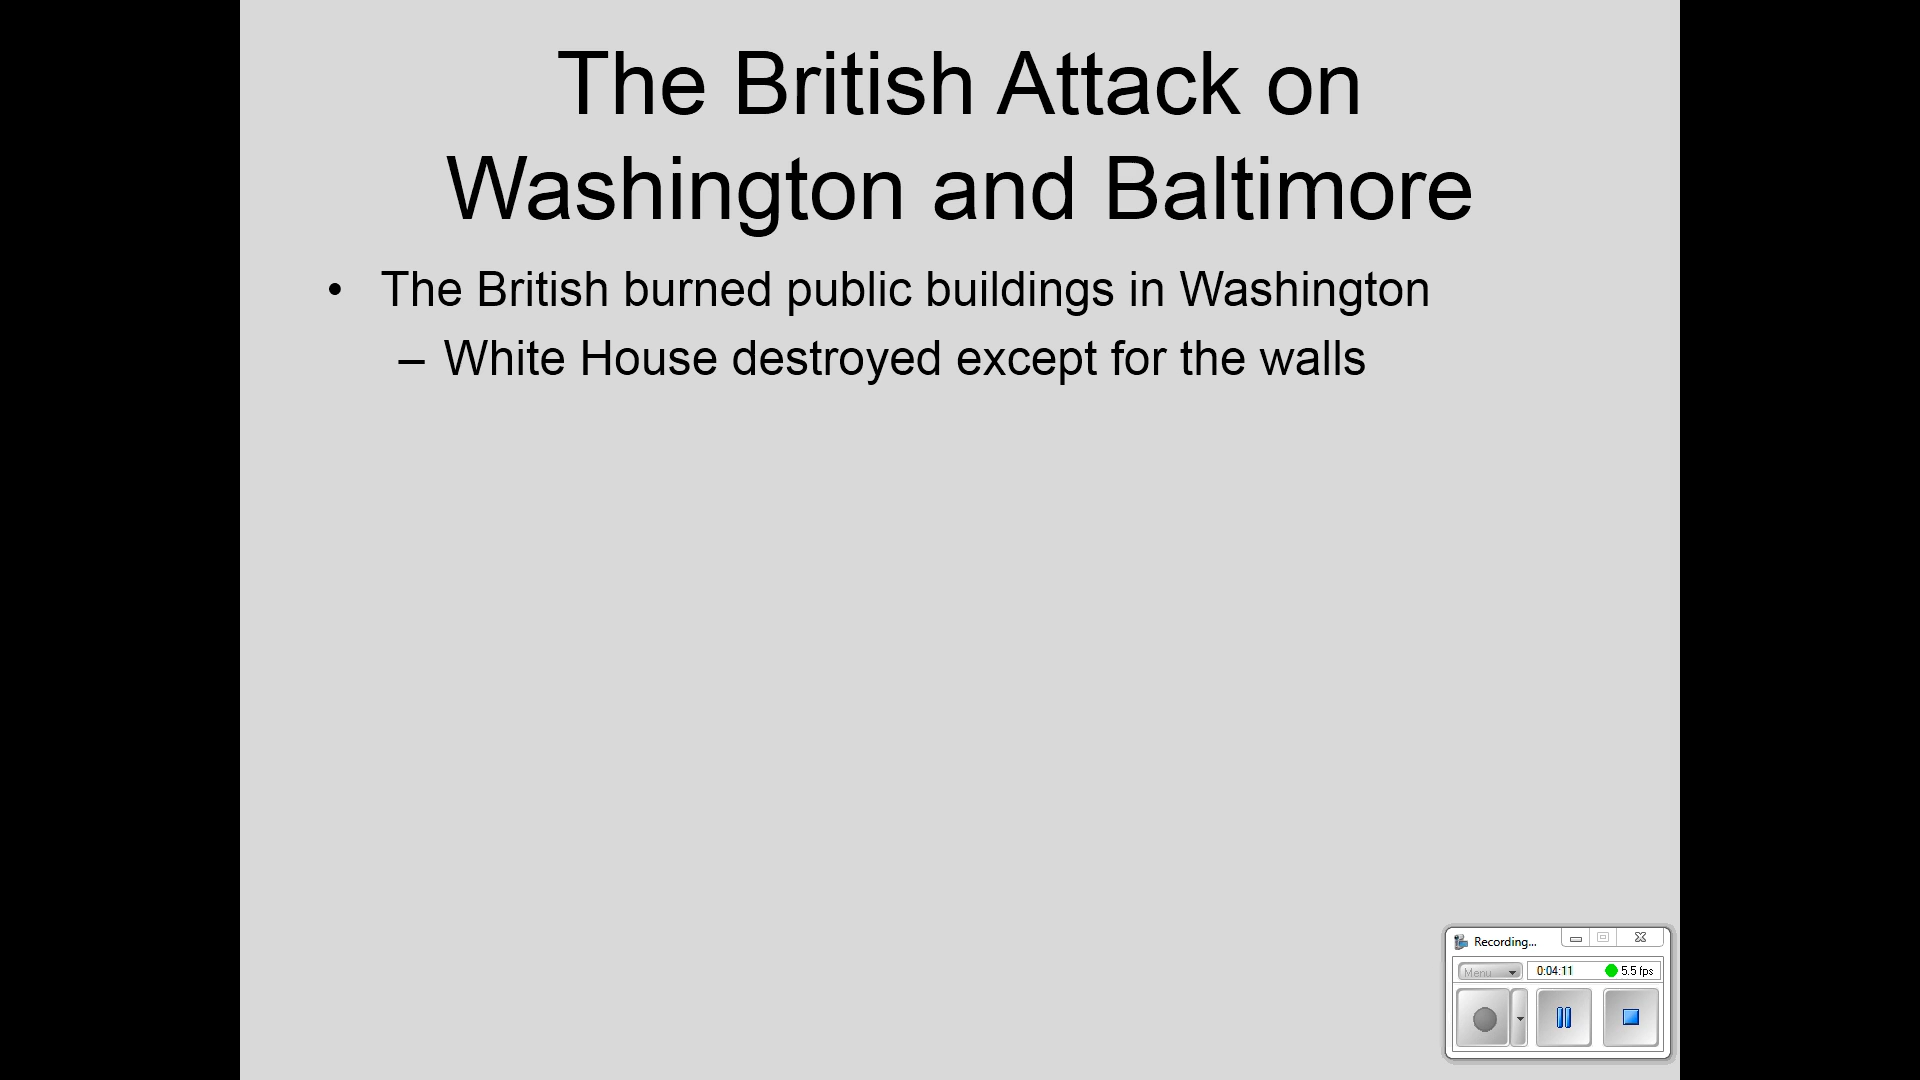 The British Attack on
Washington and Baltimore
• The British burned public buildings in Washington
– White House destroyed except for the walls
Recording...
Menu
0:04:11 5.5 fps